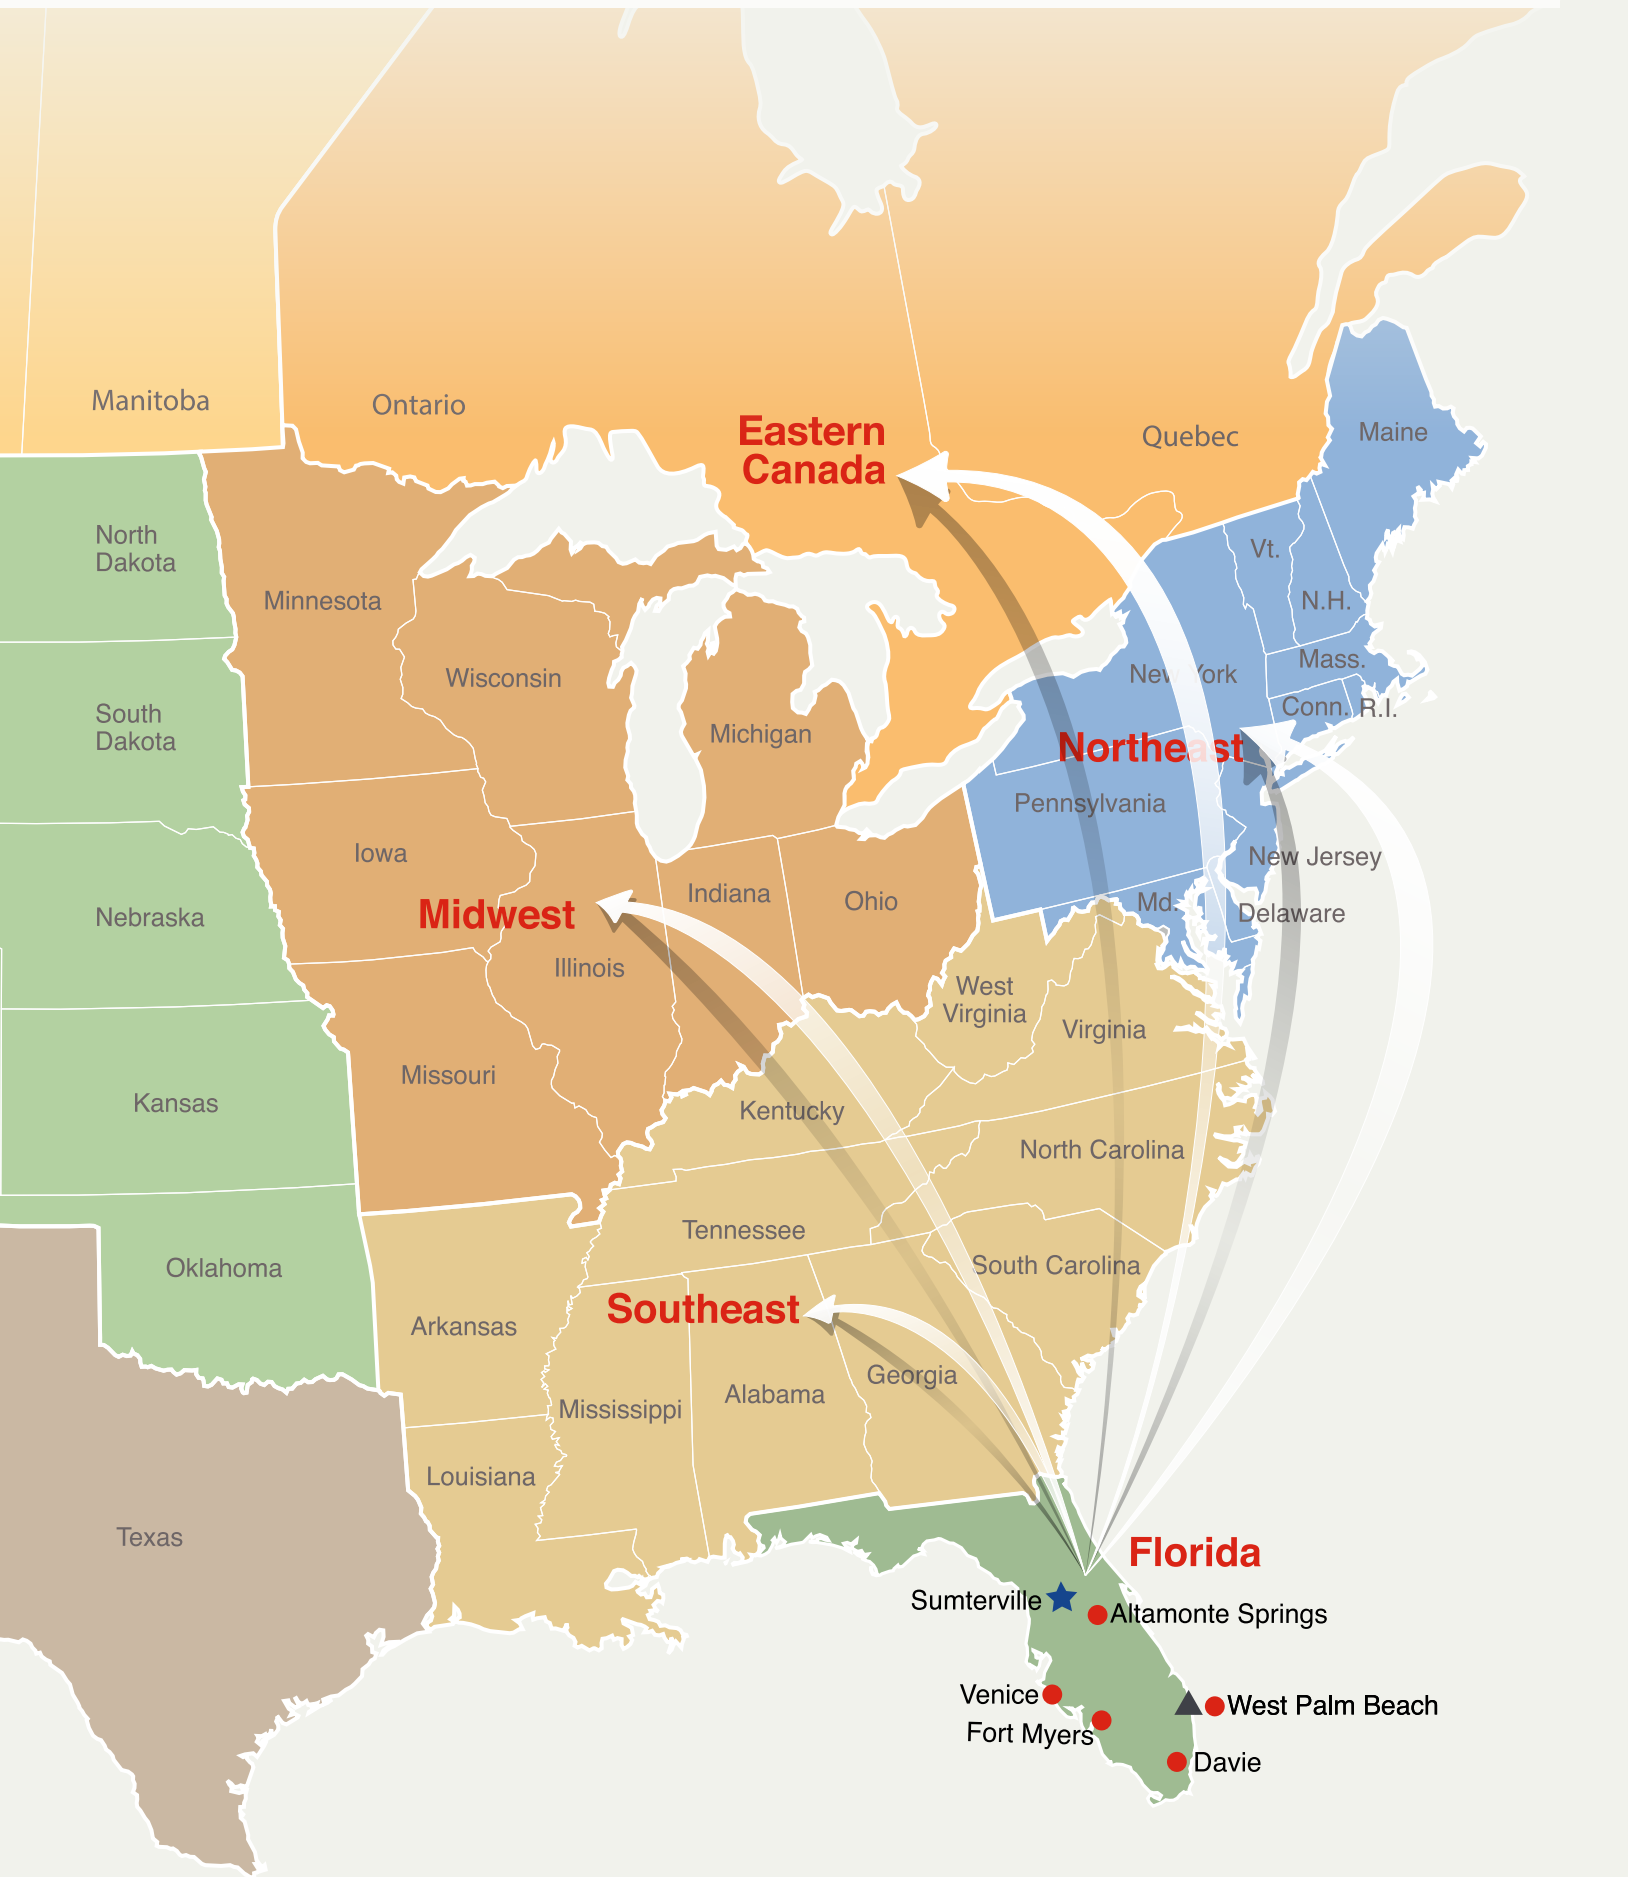 Manitoba
Ontario
Eastern
Canada
Quebec
Maine
North
Dakota
Minnesota
Vt.
N.H.
Wisconsin
New York
Mass.
South
Dakota
Michigan
Conn.
R.I.
Northeast
Pennsylvania
Iowa
New Jersey
Nebraska
Midwest
Indiana
Ohio
Md.
Delaware
Illinois
West
Virginia
Virginia
Missouri
Kansas
Kentucky
North Carolina
Tennessee
Oklahoma
South Carolina
Southeast
Arkansas
Georgia
Mississippi
Alabama
Louisiana
Texas
Florida
Sumterville
Altamonte Springs
Venice
West Palm Beach
Fort Myers
Davie